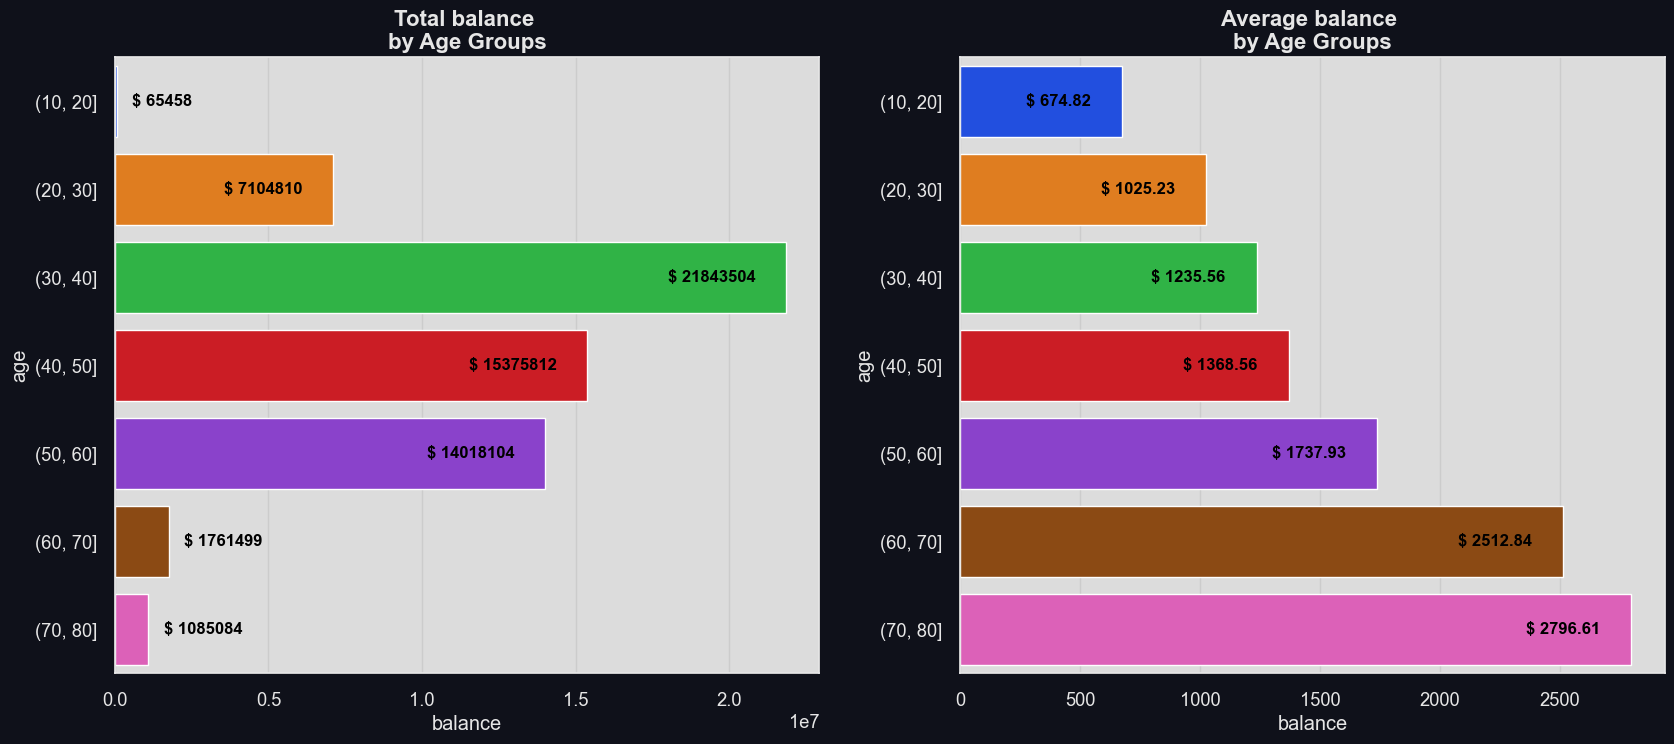 Total balance
by Age Groups
age
(10, 20]
$ 65458
(20, 30]
$ 7104810
(30, 40]
$ 21843504
(40, 50]
$ 15375812
(50, 60]
$ 14018104
(60, 70]
$ 1761499
(70, 80]
$ 1085084
0.0 0.5 1.0 1.5 2.0
1e7
balance
Average balance
by Age Groups
age
(10, 20]
$ 674.82
(20, 30]
$ 1025.23
(30, 40]
$ 1235.56
(40, 50]
$ 1368.56
(50, 60]
$ 1737.93
(60, 70]
$ 2512.84
(70, 80]
$ 2796.61
0 500 1000 1500 2000 2500
balance